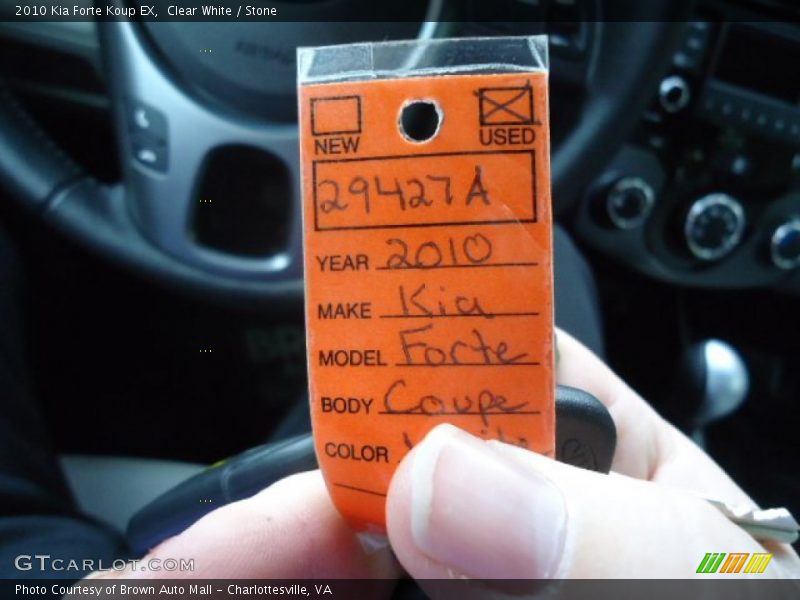 2010 Kia Forte Koup EX,  Clear White / Stone
NEW USED
29427A
YEAR 2010
MAKE Kia
MODEL Forte
BODY Coupe
COLOR
GTCARLOT.COM
Photo Courtesy of Brown Auto Mall - Charlottesville, VA